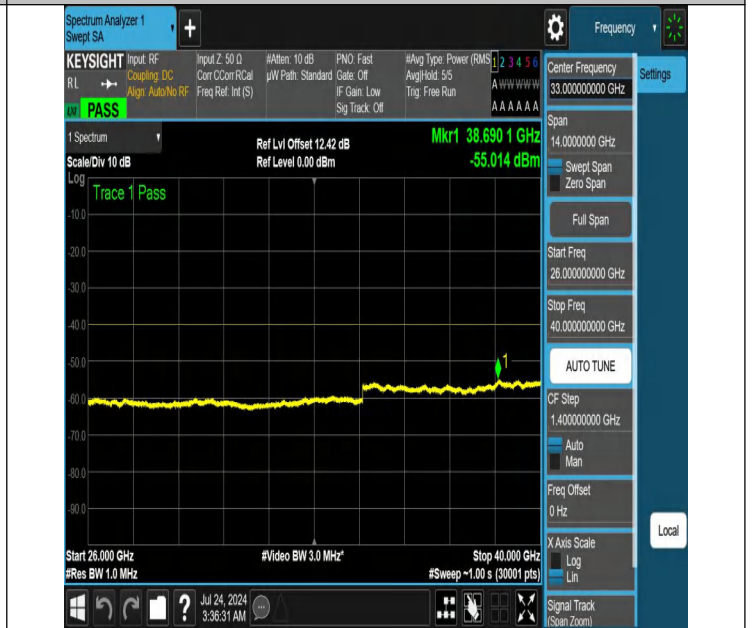 Spectrum Analyzer 1
Swept SA
Frequency
KEYSIGHT
RL
PASS
Input: RF
Coupling: DC
Align: Auto/No RF
Input Z: 50 Ω
Corr CCorr RCal
Freq Ref: Int (S)
#Atten: 10 dB
µW Path: Standard
PNO: Fast
Gate: Off
IF Gain: Low
Sig Track: Off
#Avg Type: Power (RMS
Avg|Hold: 5/5
Trig: Free Run
1 2 3 4 5 6
A W W W W W
A A A A A A
Center Frequency
33.000000000 GHz
Settings
1 Spectrum
Scale/Div 10 dB
Ref Lvl Offset 12.42 dB
Ref Level 0.00 dBm
Mkr1 38.690 1 GHz
-55.014 dBm
Log
Trace 1 Pass
-10.0
-20.0
-30.0
-40.0
-50.0
-60.0
-70.0
-80.0
-90.0
1
Start 26.000 GHz
#Res BW 1.0 MHz
#Video BW 3.0 MHz*
Stop 40.000 GHz
#Sweep ~1.00 s (30001 pts)
Span
14.0000000 GHz
Swept Span
Zero Span
Full Span
Start Freq
26.000000000 GHz
Stop Freq
40.000000000 GHz
AUTO TUNE
CF Step
1.400000000 GHz
Auto
Man
Freq Offset
0 Hz
X Axis Scale
Log
Lin
Signal Track
(Span Zoom)
Local
?
Jul 24, 2024
3:36:31 AM